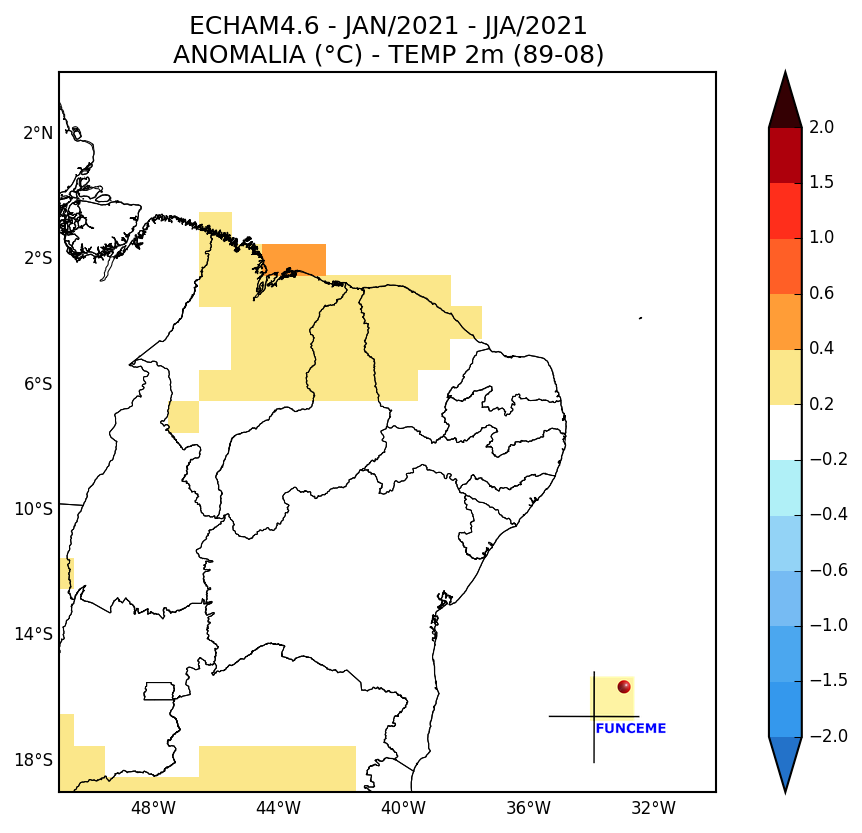 ECHAM4.6 - JAN/2021 - JJA/2021
ANOMALIA (°C) - TEMP 2m (89-08)
2°N
2°S
6°S
10°S
14°S
18°S
48°W
44°W
40°W
36°W
32°W
FUNCEME
2.0
1.5
1.0
0.6
0.4
0.2
−0.2
−0.4
−0.6
−1.0
−1.5
−2.0